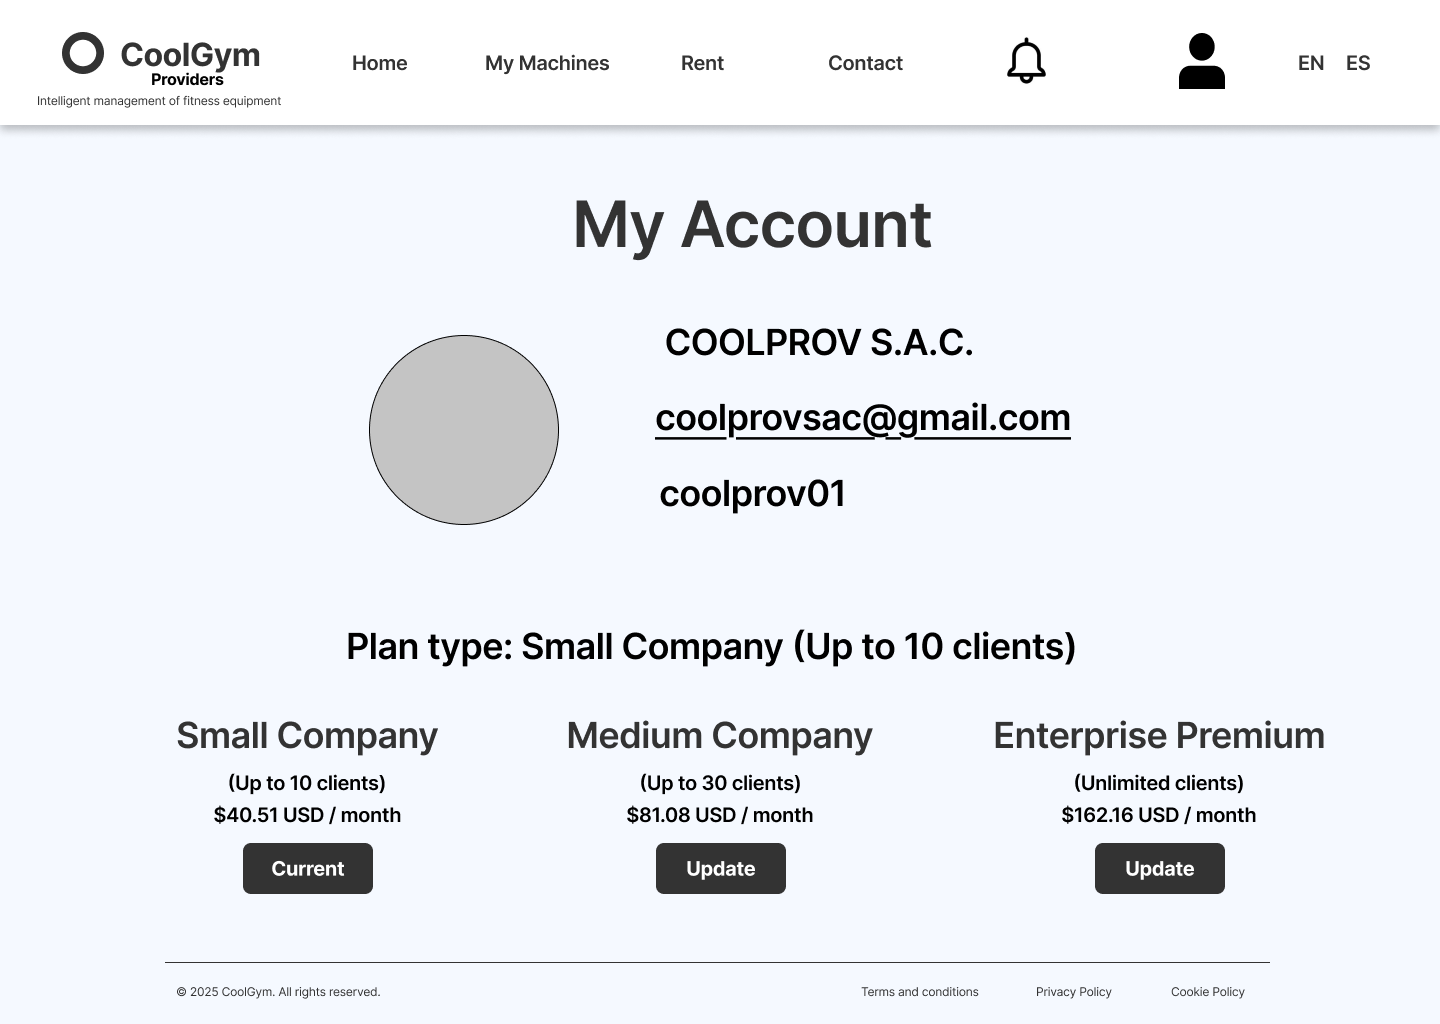 CoolGym
Providers
Intelligent management of fitness equipment
Home
My Machines
Rent
Contact
EN
ES
My Account
COOLPROV S.A.C.
coolprovsac@gmail.com
coolprov01
Plan type: Small Company (Up to 10 clients)
Small Company
(Up to 10 clients)
$40.51 USD / month
Current
Medium Company
(Up to 30 clients)
$81.08 USD / month
Update
Enterprise Premium
(Unlimited clients)
$162.16 USD / month
Update
© 2025 CoolGym. All rights reserved.
Terms and conditions
Privacy Policy
Cookie Policy